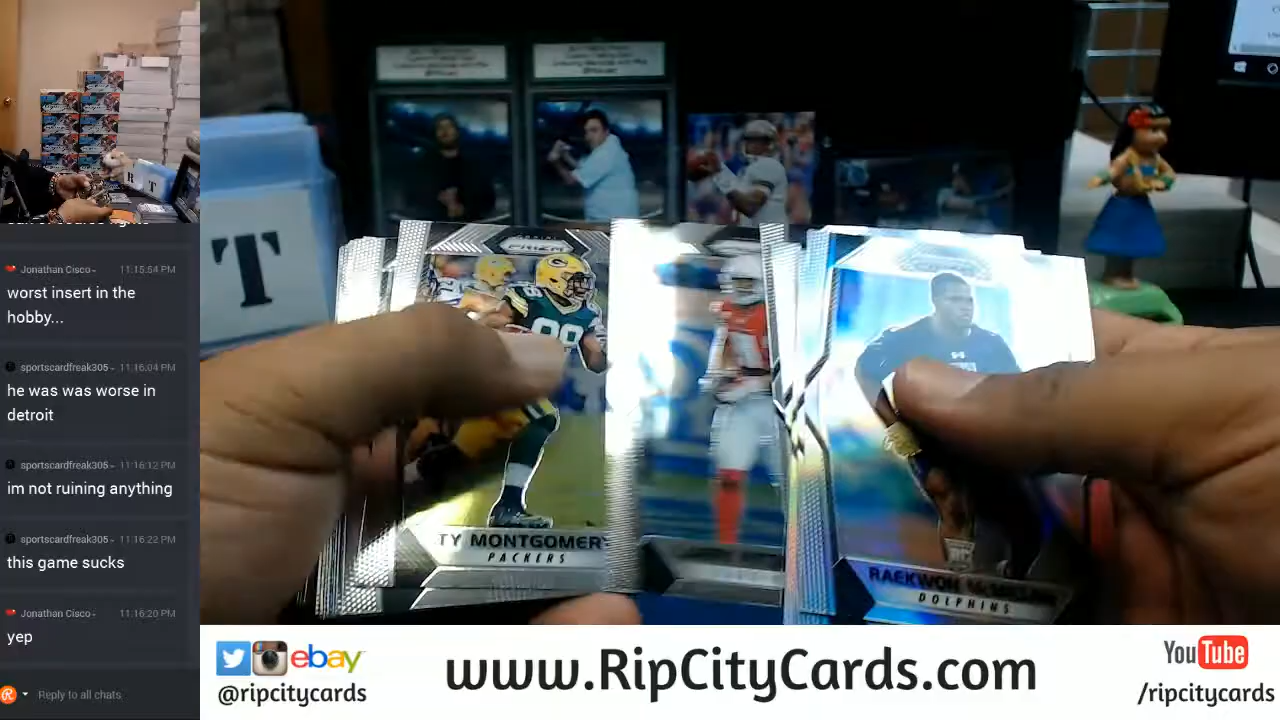 Jonathan Cisco - 11:15:54 PM
worst insert in the
hobby...
sportscardfreak305 - 11:16:04 PM
he was was worse in
detroit
sportscardfreak305 - 11:16:12 PM
im not ruining anything
sportscardfreak305 - 11:16:22 PM
this game sucks
Jonathan Cisco - 11:16:20 PM
yep
Reply to all chats
T
R T
PRIZM
TY MONTGOMERY
PACKERS
RAEKWON
DOLPHINS
ebay
@ripcitycards
www.RipCityCards.com
YouTube
/ripcitycards